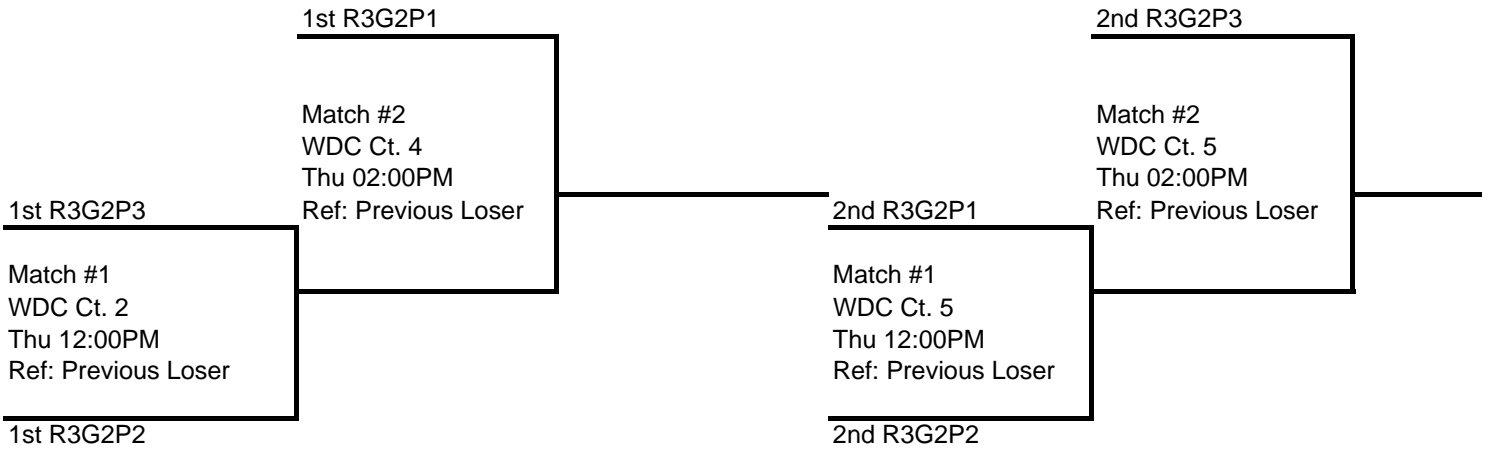 1st R3G2P1
Match #2
WDC Ct. 4
Thu 02:00PM
Ref: Previous Loser
1st R3G2P3
Match #1
WDC Ct. 2
Thu 12:00PM
Ref: Previous Loser
1st R3G2P2
2nd R3G2P3
Match #2
WDC Ct. 5
Thu 02:00PM
Ref: Previous Loser
2nd R3G2P1
Match #1
WDC Ct. 5
Thu 12:00PM
Ref: Previous Loser
2nd R3G2P2